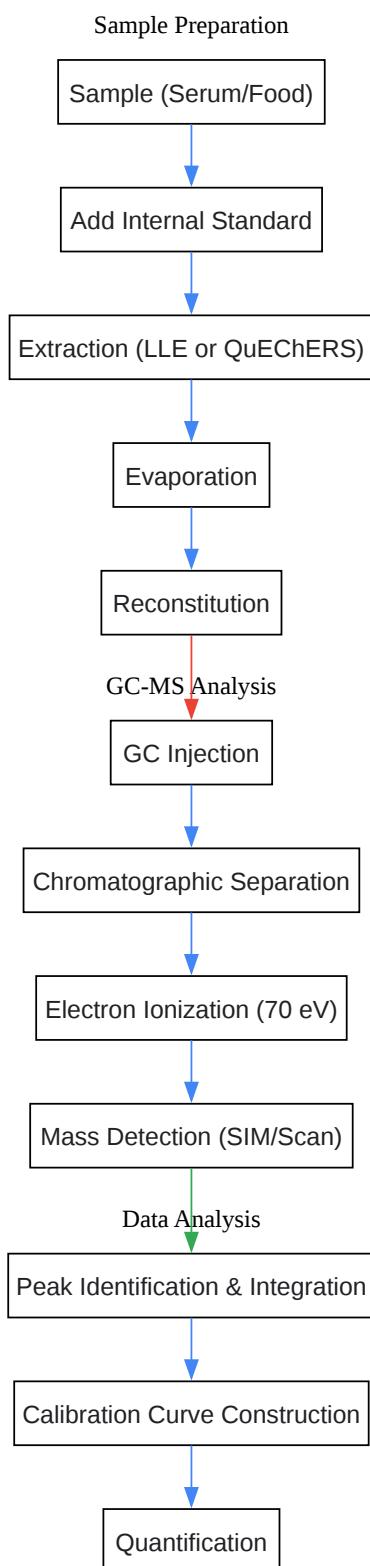 Sample Preparation
Sample (Serum/Food)
Add Internal Standard
Extraction (LLE or QuEChERS)
Evaporation
Reconstitution
GC-MS Analysis
GC Injection
Chromatographic Separation
Electron Ionization (70 eV)
Mass Detection (SIM/Scan)
Data Analysis
Peak Identification & Integration
Calibration Curve Construction
Quantification